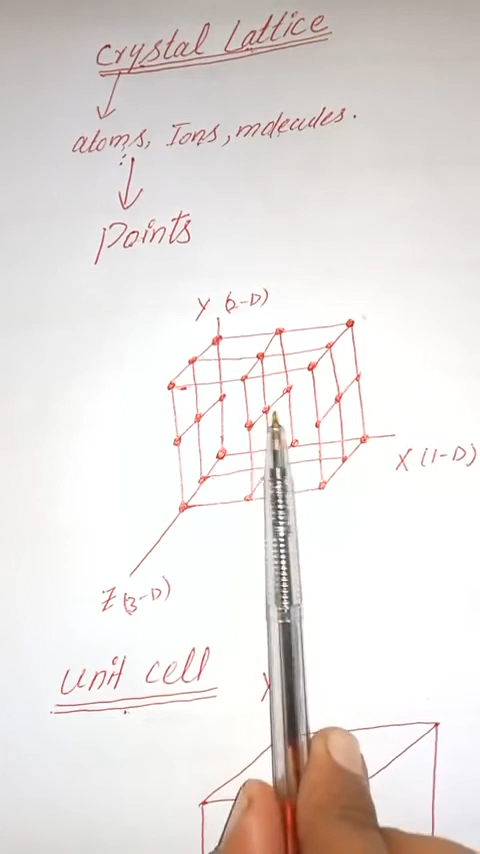 Crystal Lattice
atoms, Ions, molecules.
Points
Y (2-D)
X (1-D)
Z (3-D)
Unit cell
Y